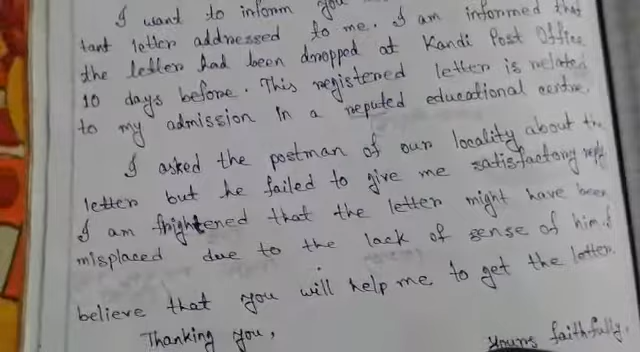 I want to inform you
tant letter addressed to me. I am informed that
the letter had been dropped at Kandi Post Office
10 days before. This registered letter is related
to my admission in a reputed educational centre.
I asked the postman of our locality about the
letter but he failed to give me satisfactory reply
I am frightened that the letter might have been
misplaced due to the lack of sense of him. I
believe that you will help me to get the letter.
Thanking you,
Yours faithfully,